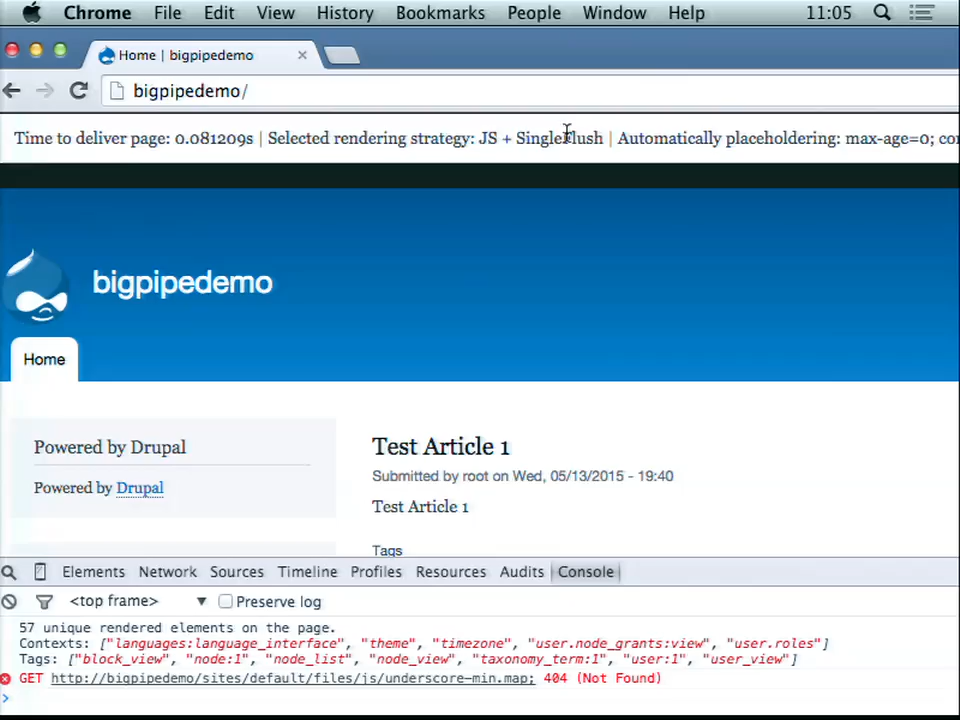 Chrome File Edit View History Bookmarks People Window Help 11:05
Home | bigpipedemo
bigpipedemo/
Time to deliver page: 0.081209s | Selected rendering strategy: JS + SingleFlush | Automatically placeholdering: max-age=0;
bigpipedemo
Home
Powered by Drupal
Powered by Drupal
Test Article 1
Submitted by root on Wed, 05/13/2015 - 19:40
Test Article 1
Tags
Elements Network Sources Timeline Profiles Resources Audits Console
<top frame> Preserve log
57 unique rendered elements on the page.
Contexts: ["languages:language_interface", "theme", "timezone", "user.node_grants:view", "user.roles"]
Tags: ["block_view", "node:1", "node_list", "node_view", "taxonomy_term:1", "user:1", "user_view"]
GET http://bigpipedemo/sites/default/files/js/underscore-min.map; 404 (Not Found)